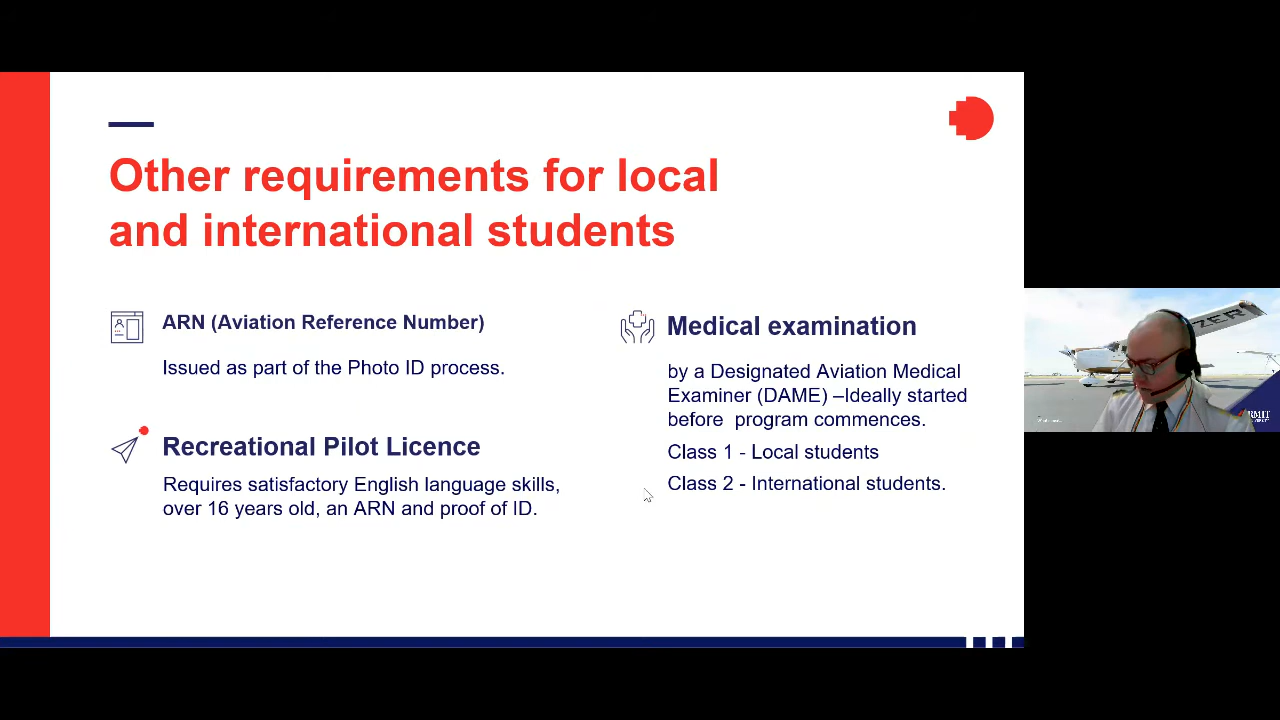 Other requirements for local
and international students
ARN (Aviation Reference Number)
Issued as part of the Photo ID process.
Recreational Pilot Licence
Requires satisfactory English language skills,
over 16 years old, an ARN and proof of ID.
Medical examination
by a Designated Aviation Medical
Examiner (DAME) –Ideally started
before  program commences.
Class 1 - Local students
Class 2 - International students.
ZER
RMIT